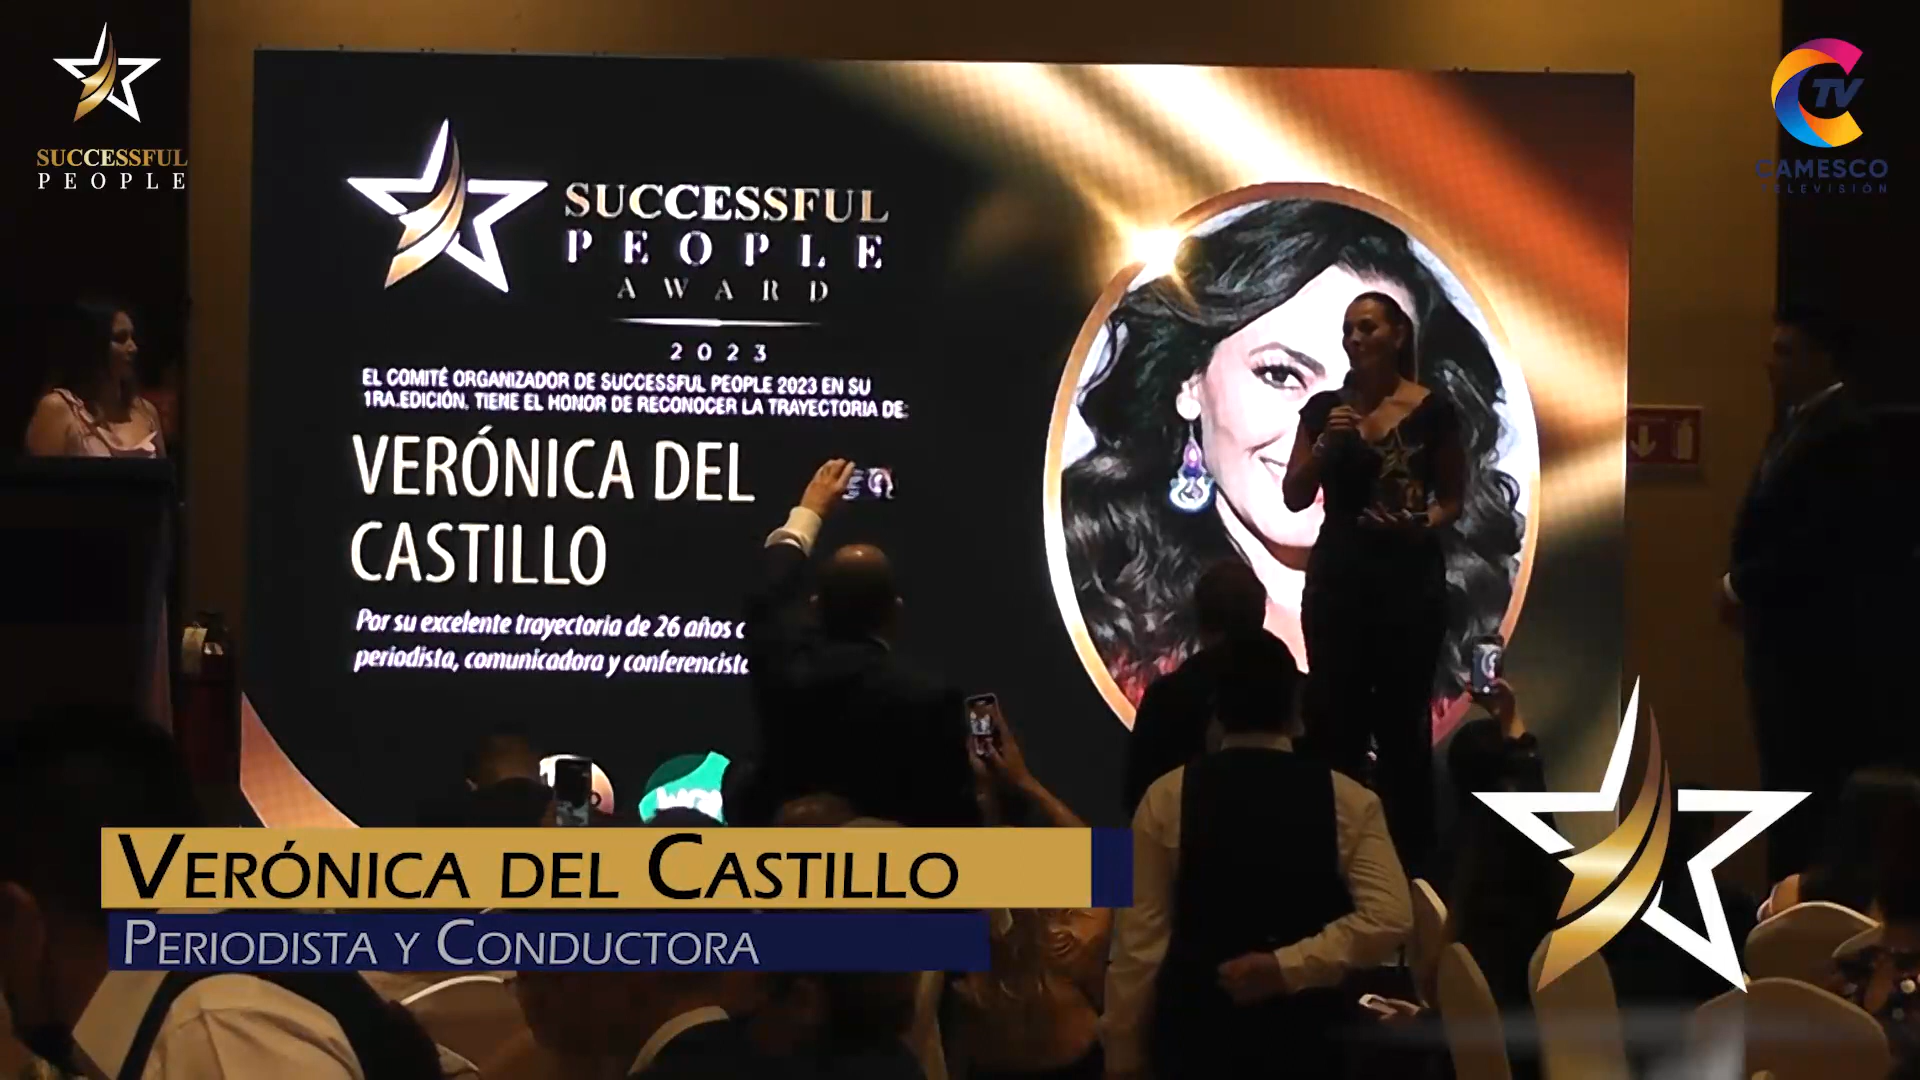 SUCCESSFUL
PEOPLE
TV
CAMESCO
TELEVISIÓN
SUCCESSFUL
PEOPLE
AWARD
2023
EL COMITÉ ORGANIZADOR DE SUCCESSFUL PEOPLE 2023 EN SU
1RA.EDICIÓN, TIENE EL HONOR DE RECONOCER LA TRAYECTORIA DE:
VERÓNICA DEL
CASTILLO
Por su excelente trayectoria de 26 años
periodista, comunicadora y conferencista
VERÓNICA DEL CASTILLO
PERIODISTA Y CONDUCTORA